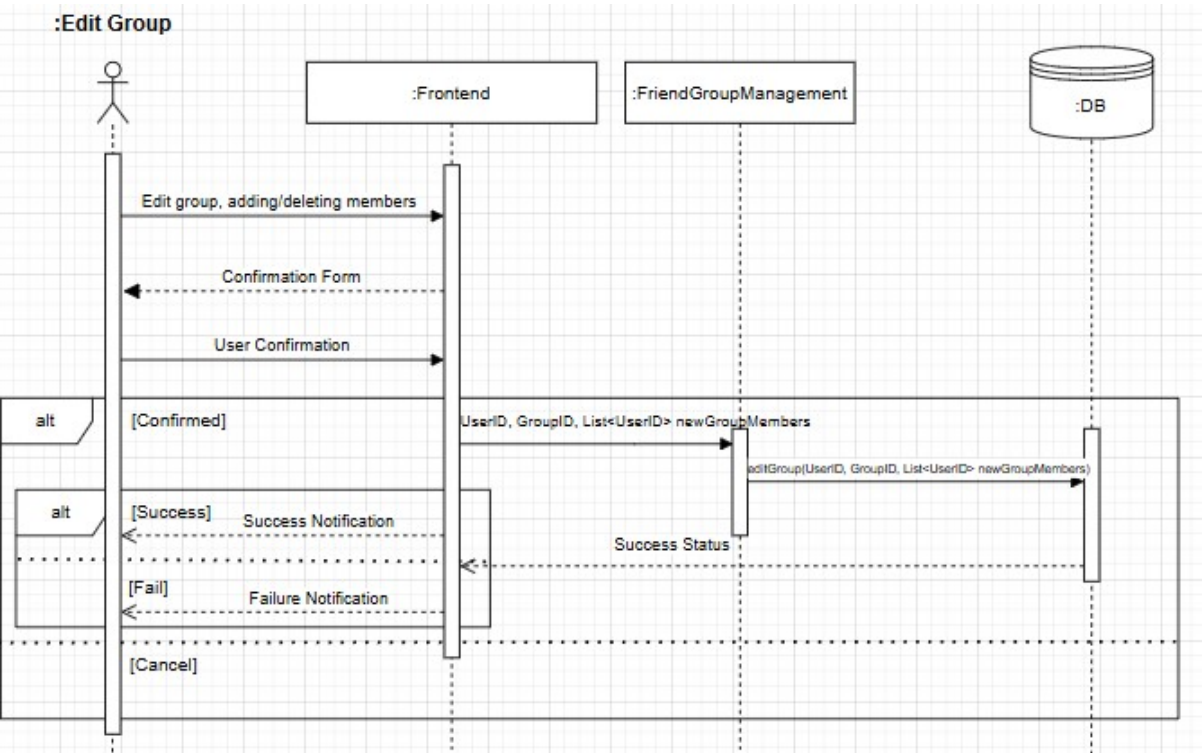 :Edit Group
:Frontend
:FriendGroupManagement
:DB
Edit group, adding/deleting members
Confirmation Form
User Confirmation
alt
[Confirmed]
UserID, GroupID, List<UserID> newGroupMembers
editGroup(UserID, GroupID, List<UserID> newGroupMembers)
alt
[Success]
Success Notification
Success Status
[Fail]
Failure Notification
[Cancel]